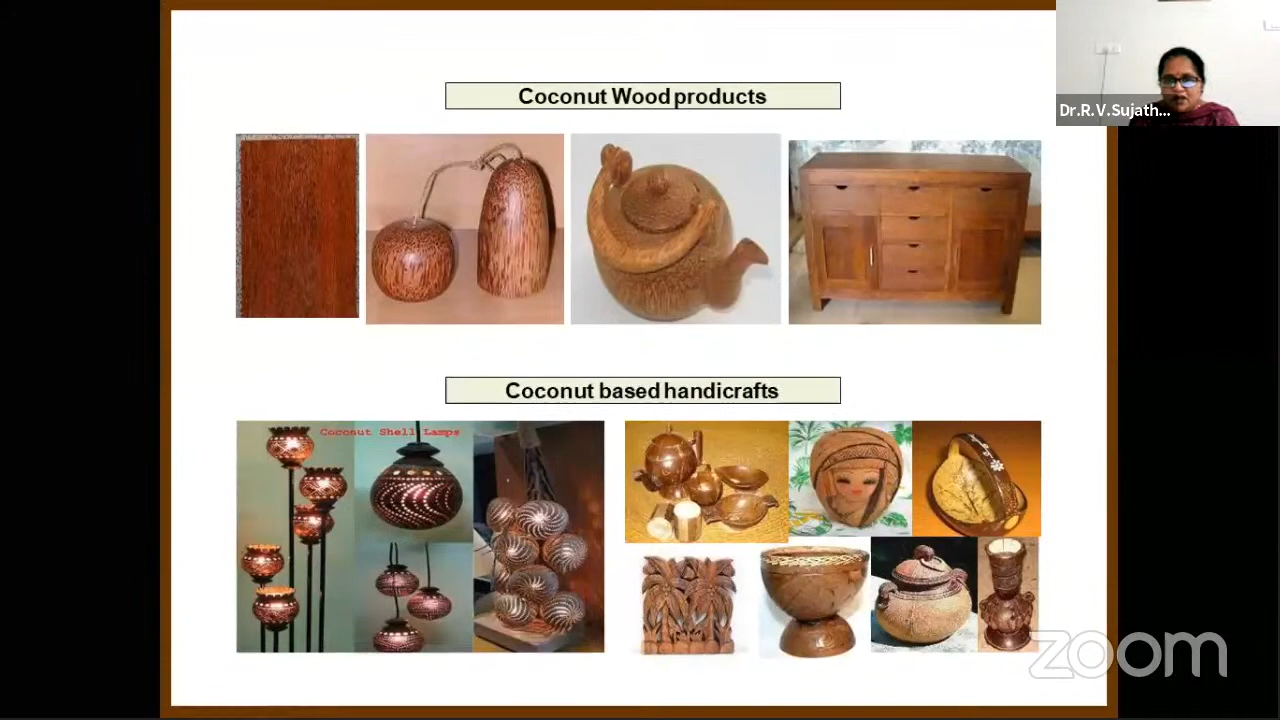 Coconut Wood products
Dr.R.V.Sujath...
Coconut based handicrafts
Coconut Shell Lamps
zoom